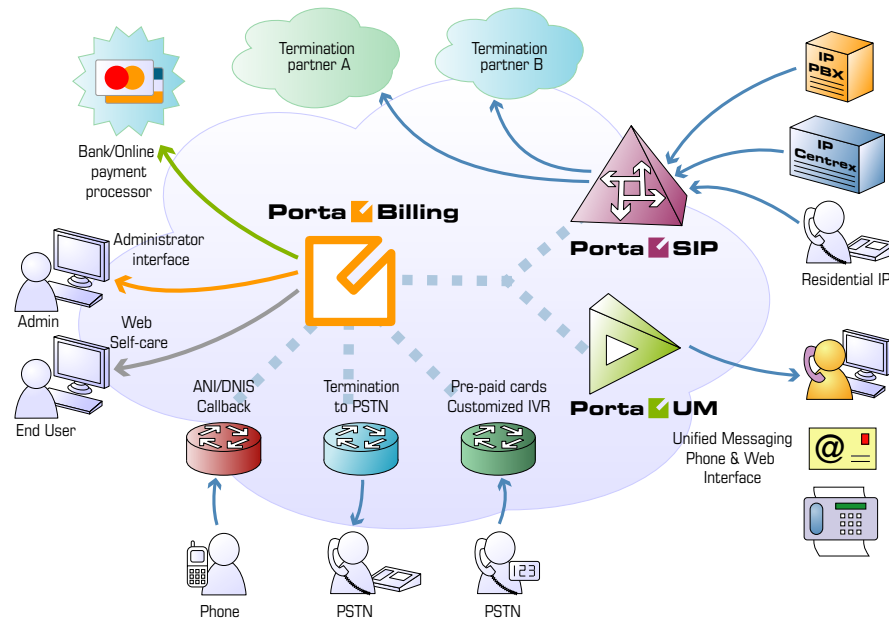 Termination
partner A
Termination
partner B
IP
PBX
IP
Centrex
Bank/Online
payment
processor
Porta Billing
Porta SIP
Residential IP
Administrator
interface
Admin
Web
Self-care
End User
ANI/DNIS
Callback
Termination
to PSTN
Pre-paid cards
Customized IVR
Porta UM
Unified Messaging
Phone & Web
Interface
@
123
Phone
PSTN
PSTN